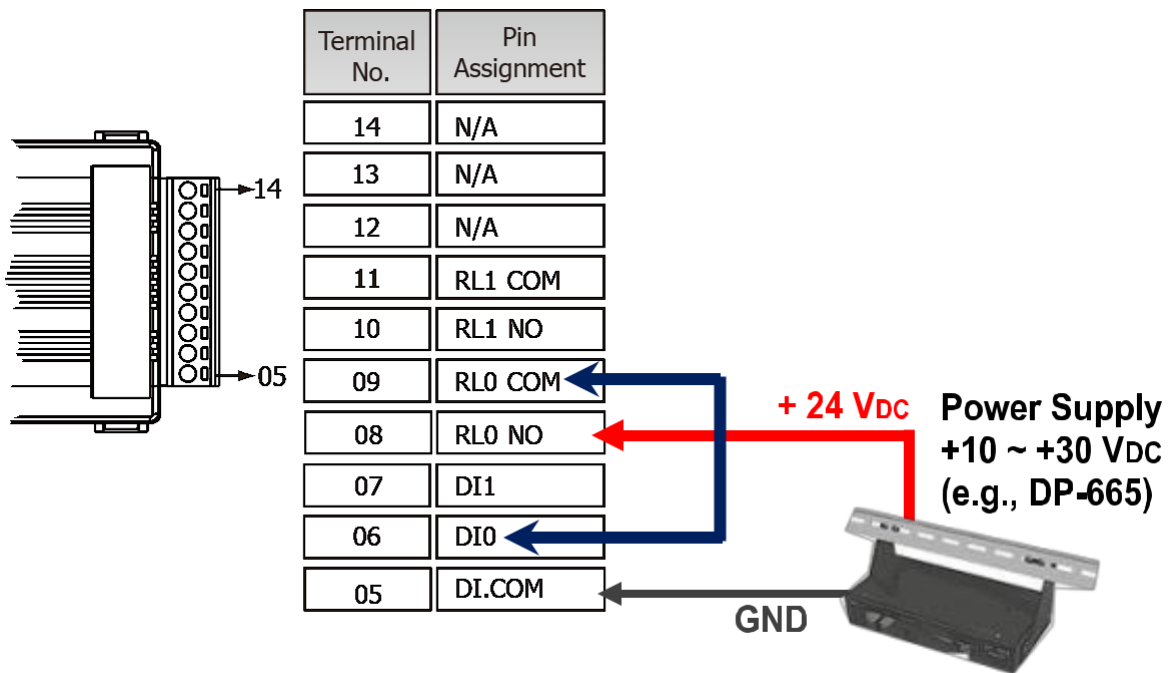 Terminal No.
Pin Assignment
14 N/A
13 N/A
12 N/A
11 RL1 COM
10 RL1 NO
09 RL0 COM
08 RL0 NO
07 DI1
06 DI0
05 DI.COM
14
05
+ 24 VDC
GND
Power Supply
+10 ~ +30 VDC
(e.g., DP-665)